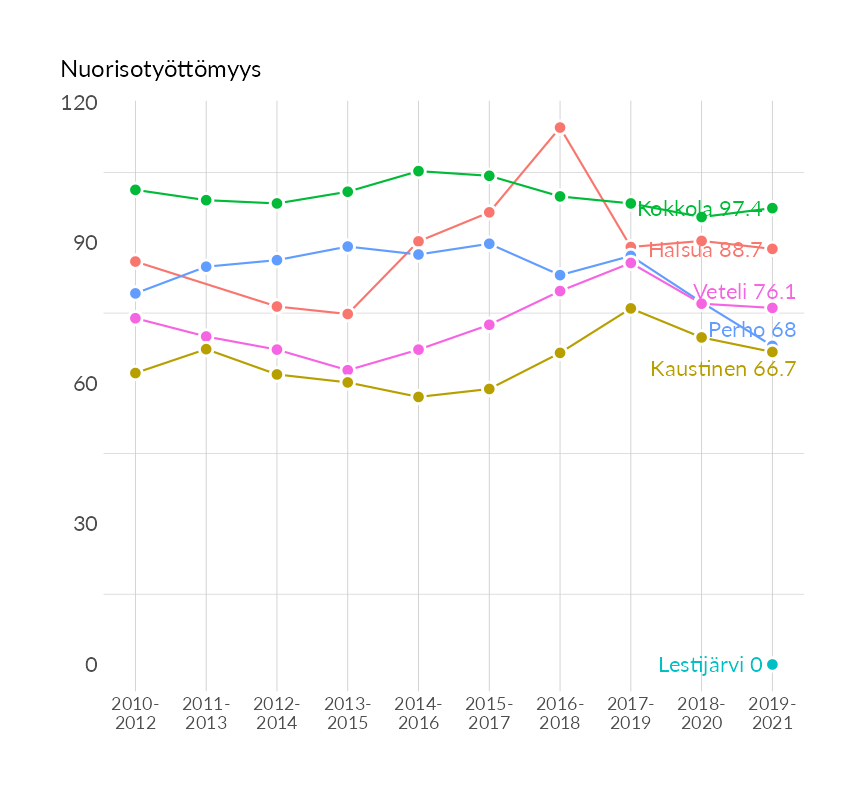 Nuorisotyöttömyys
120
90
60
30
0
Kokkola 97.4
Halsua 88.7
Veteli 76.1
Perho 68
Kaustinen 66.7
Lestijärvi 0
2010- 2011- 2012- 2013- 2014- 2015- 2016- 2017- 2018- 2019-
2012 2013 2014 2015 2016 2017 2018 2019 2020 2021